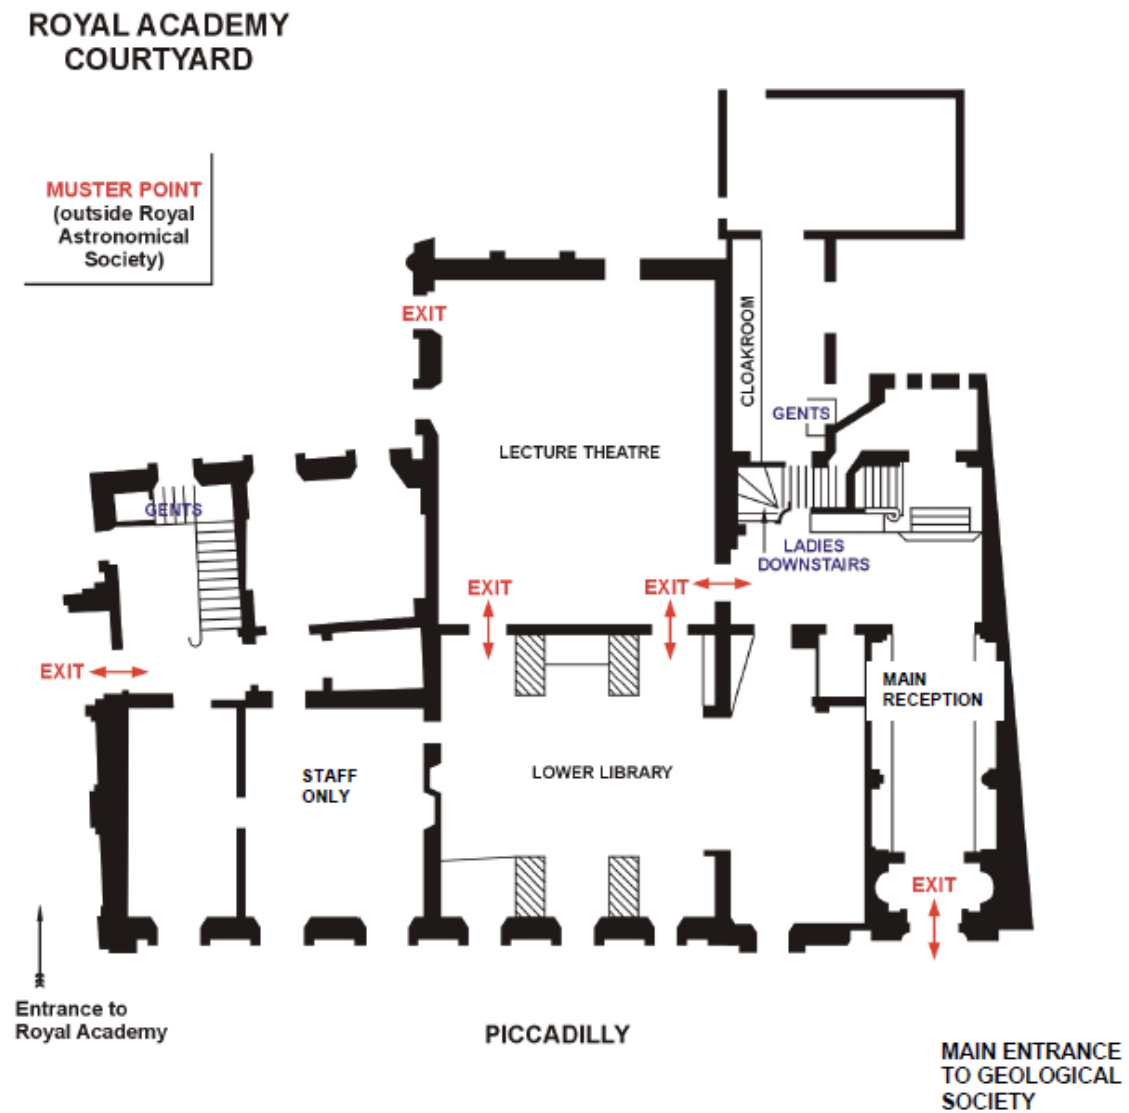 ROYAL ACADEMY
COURTYARD
MUSTER POINT
(outside Royal
Astronomical
Society)
EXIT
CLOAKROOM
GENTS
LECTURE THEATRE
GENTS
LADIES
DOWNSTAIRS
EXIT
EXIT
EXIT
MAIN
RECEPTION
STAFF
ONLY
LOWER LIBRARY
EXIT
Entrance to
Royal Academy
PICCADILLY
MAIN ENTRANCE
TO GEOLOGICAL
SOCIETY